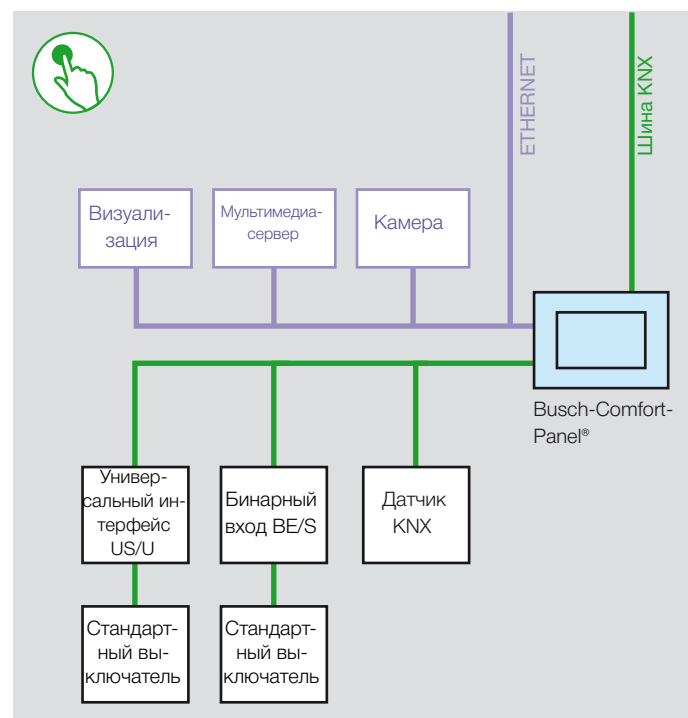 ETHERNET
Шина KNX
Визуали-
зация
Мультимедиа-
сервер
Камера
Busch-Comfort-
Panel®
Универ-
сальный ин-
терфейс
US/U
Бинарный
вход BE/S
Датчик
KNX
Стандарт-
ный вы-
ключатель
Стандарт-
ный вы-
ключатель